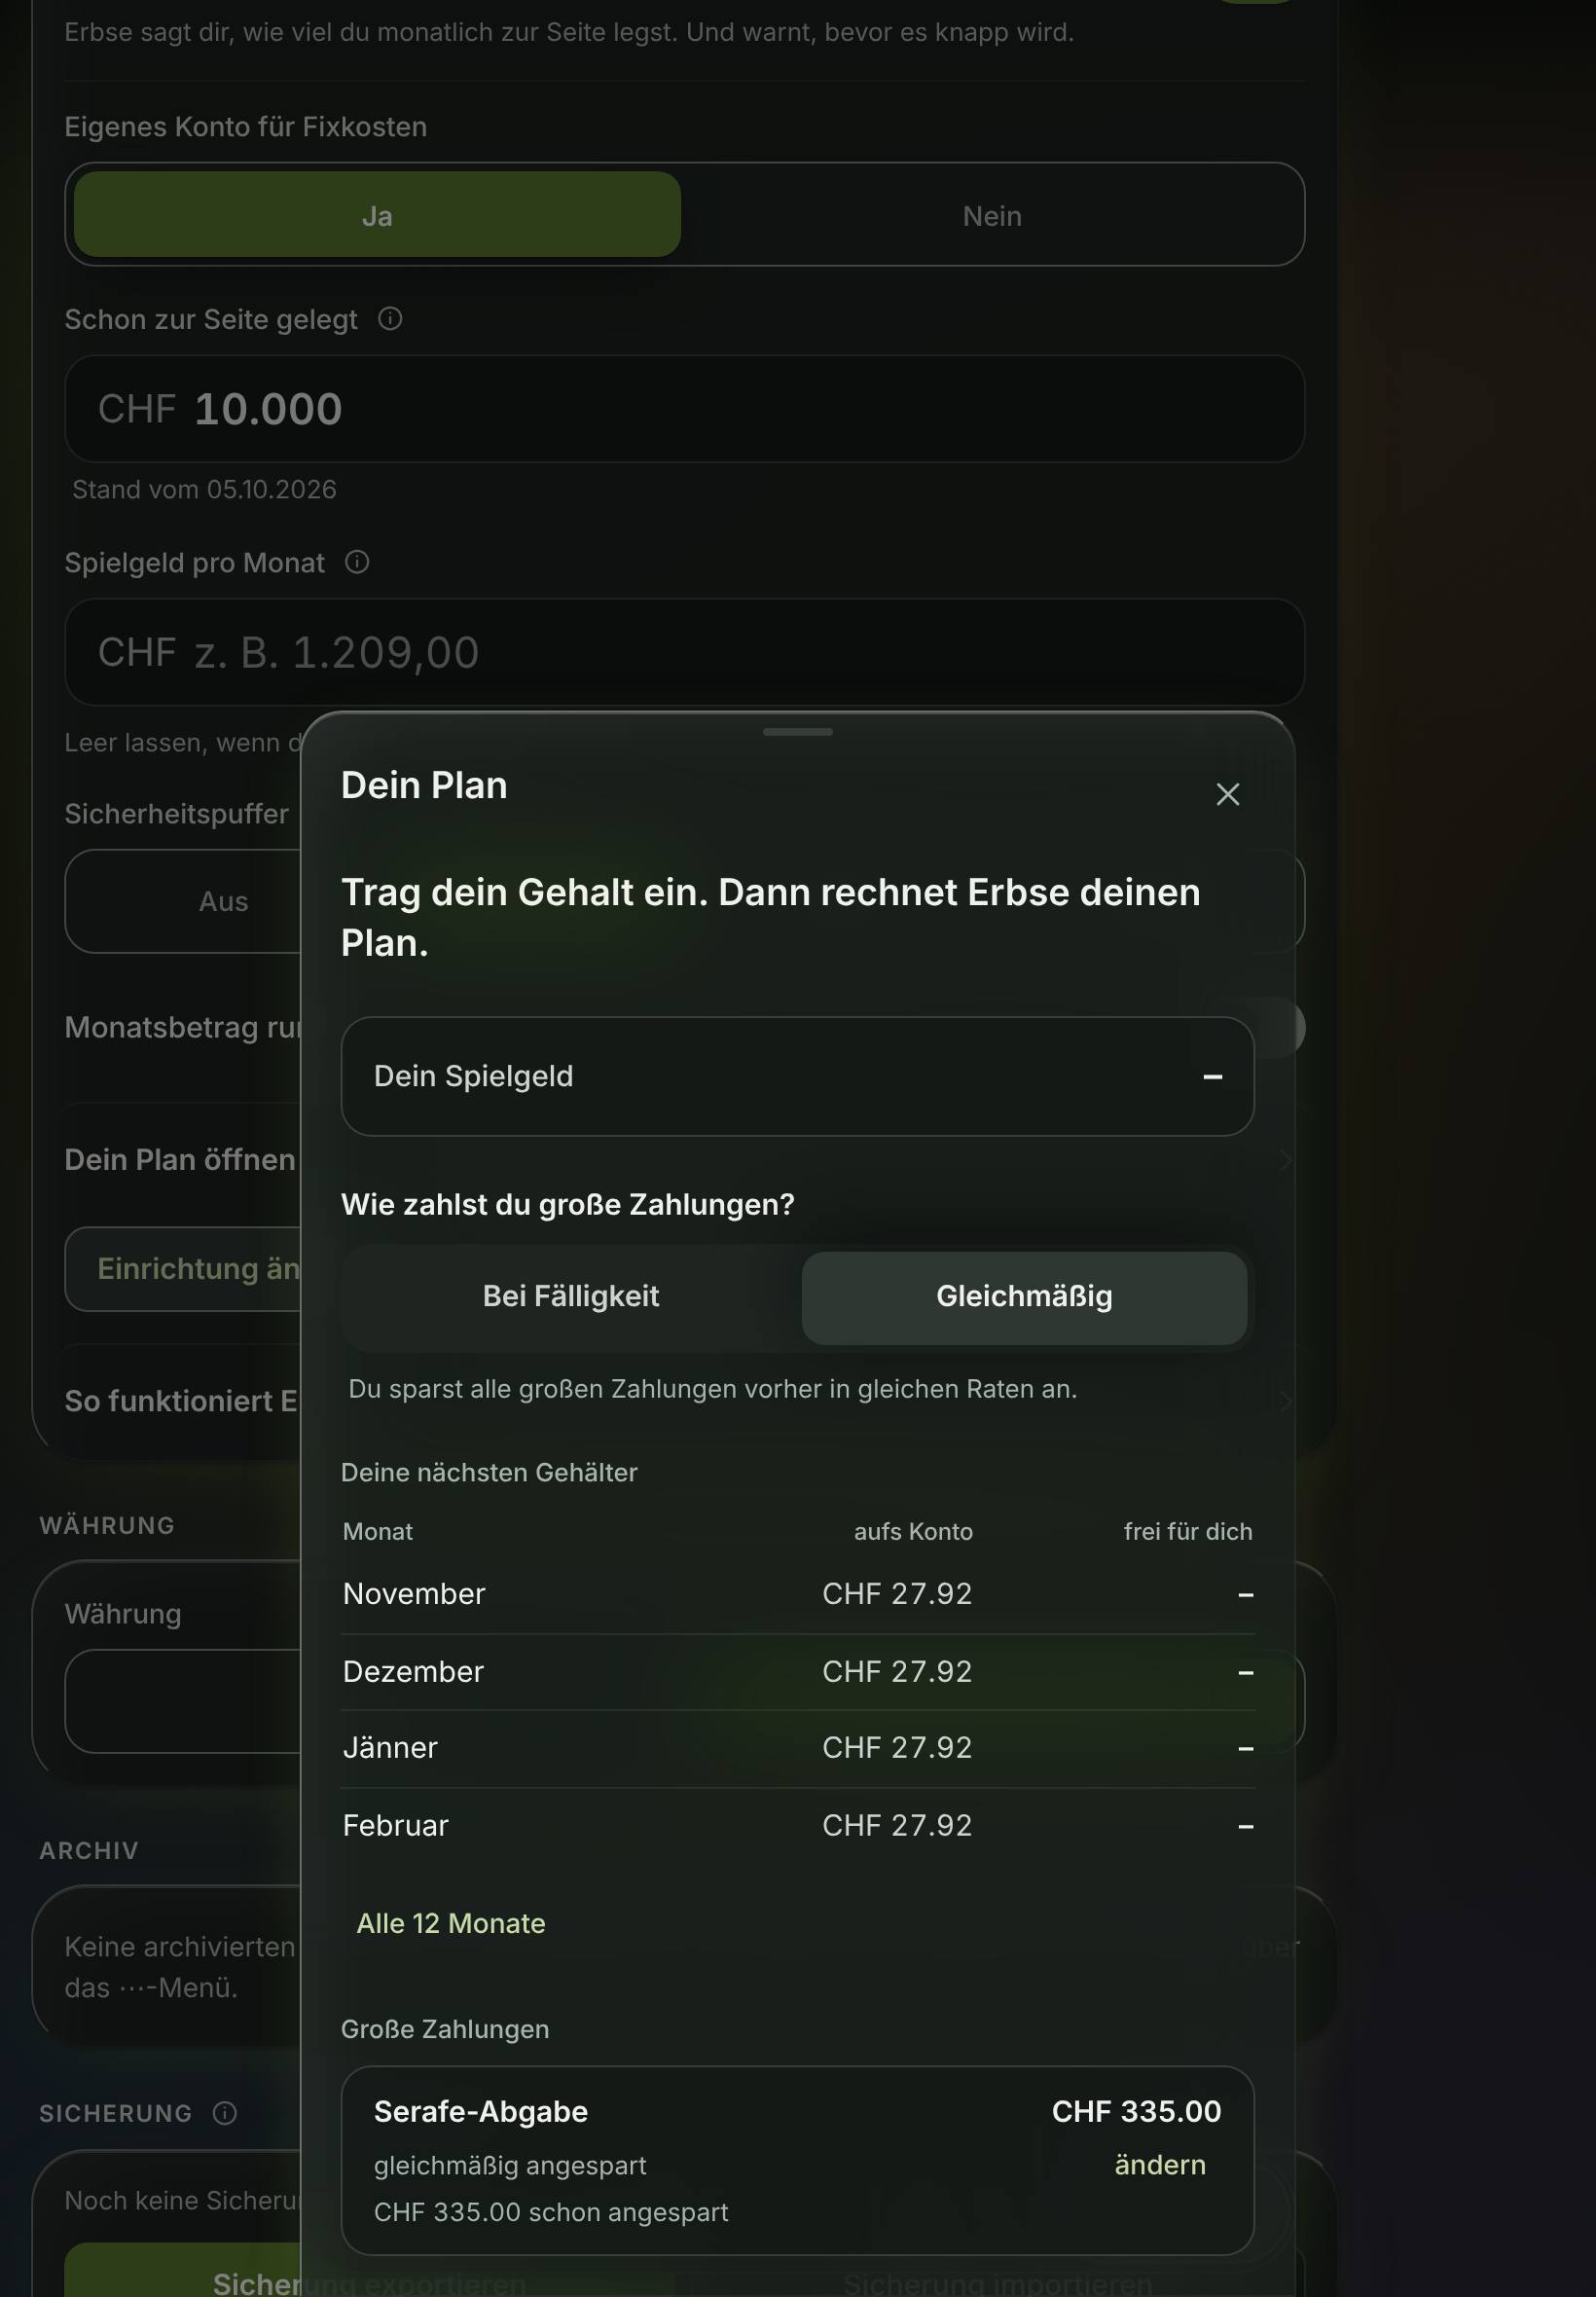 Erbse sagt dir, wie viel du monatlich zur Seite legst. Und warnt, bevor es knapp wird.
Eigenes Konto für Fixkosten
Ja
Nein
Schon zur Seite gelegt
CHF 10.000
Stand vom 05.10.2026
Spielgeld pro Monat
CHF z. B. 1.209,00
Leer lassen, wenn d
Sicherheitspuffer
Aus
Monatsbetrag ru
Dein Plan öffnen
Einrichtung än
So funktioniert E
WÄHRUNG
Währung
ARCHIV
Keine archivierten
über
das ···-Menü.
SICHERUNG
Noch keine Sicheru
Sicherung exportieren
Sicherung importieren
Dein Plan
Trag dein Gehalt ein. Dann rechnet Erbse deinen
Plan.
Dein Spielgeld –
Wie zahlst du große Zahlungen?
Bei Fälligkeit
Gleichmäßig
Du sparst alle großen Zahlungen vorher in gleichen Raten an.
Deine nächsten Gehälter
Monat aufs Konto frei für dich
November CHF 27.92 –
Dezember CHF 27.92 –
Jänner CHF 27.92 –
Februar CHF 27.92 –
Alle 12 Monate
Große Zahlungen
Serafe-Abgabe CHF 335.00
gleichmäßig angespart ändern
CHF 335.00 schon angespart